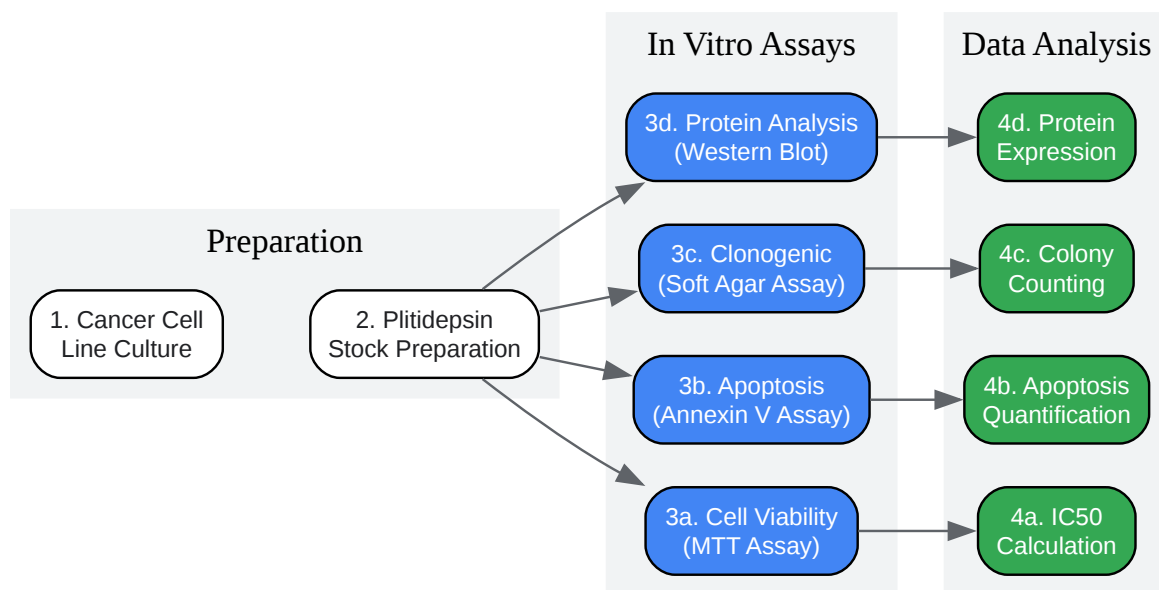 Preparation
1. Cancer Cell
Line Culture
2. Plitidepsin
Stock Preparation
In Vitro Assays
3d. Protein Analysis
(Western Blot)
3c. Clonogenic
(Soft Agar Assay)
3b. Apoptosis
(Annexin V Assay)
3a. Cell Viability
(MTT Assay)
Data Analysis
4d. Protein
Expression
4c. Colony
Counting
4b. Apoptosis
Quantification
4a. IC50
Calculation